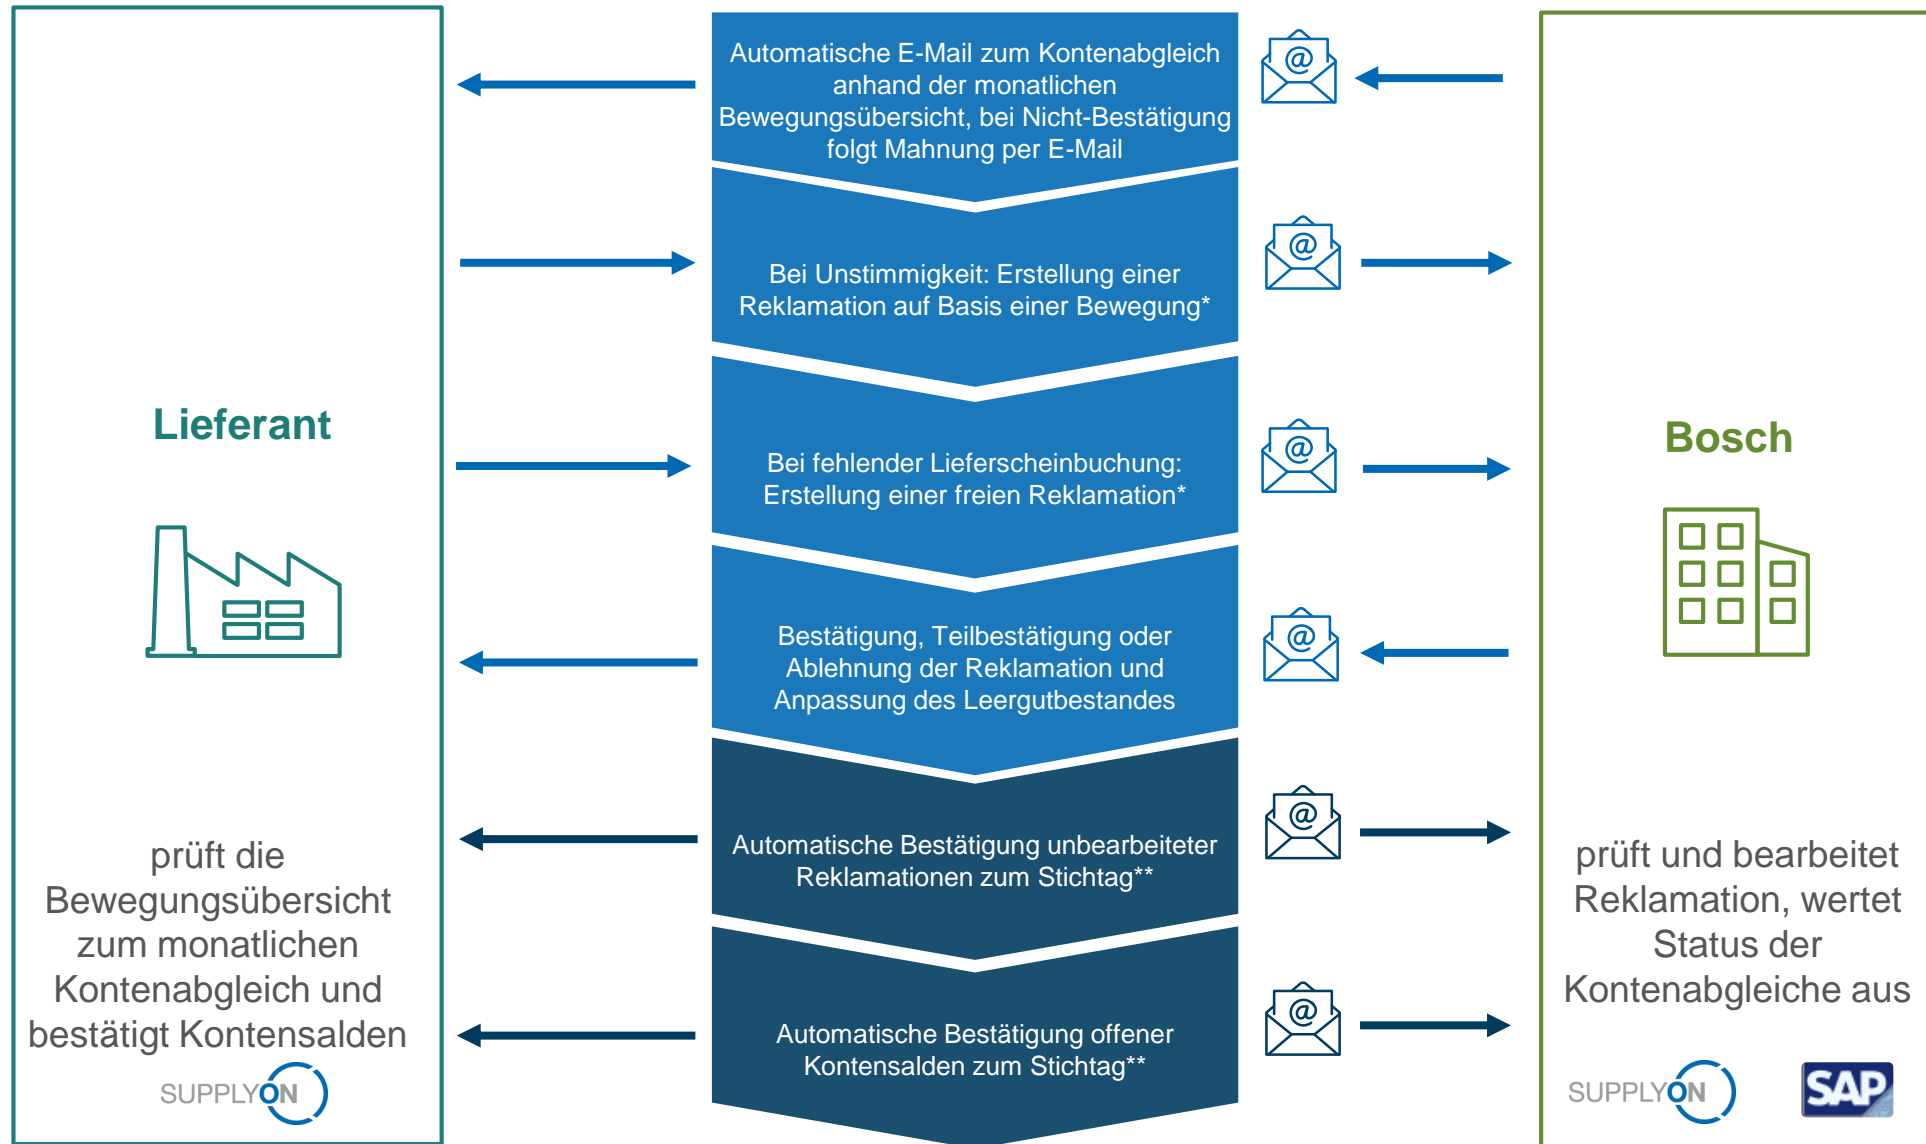 Automatische E-Mail zum Kontenabgleich
anhand der monatlichen
Bewegungsübersicht, bei Nicht-Bestätigung
folgt Mahnung per E-Mail
@
Bei Unstimmigkeit: Erstellung einer
Reklamation auf Basis einer Bewegung*
@
Bei fehlender Lieferscheinbuchung:
Erstellung einer freien Reklamation*
@
Bestätigung, Teilbestätigung oder
Ablehnung der Reklamation und
Anpassung des Leergutbestandes
@
Automatische Bestätigung unbearbeiteter
Reklamationen zum Stichtag**
@
Automatische Bestätigung offener
Kontensalden zum Stichtag**
@
Lieferant
prüft die
Bewegungsübersicht
zum monatlichen
Kontenabgleich und
bestätigt Kontensalden
SUPPLYON
Bosch
prüft und bearbeitet
Reklamation, wertet
Status der
Kontenabgleiche aus
SUPPLYON
SAP